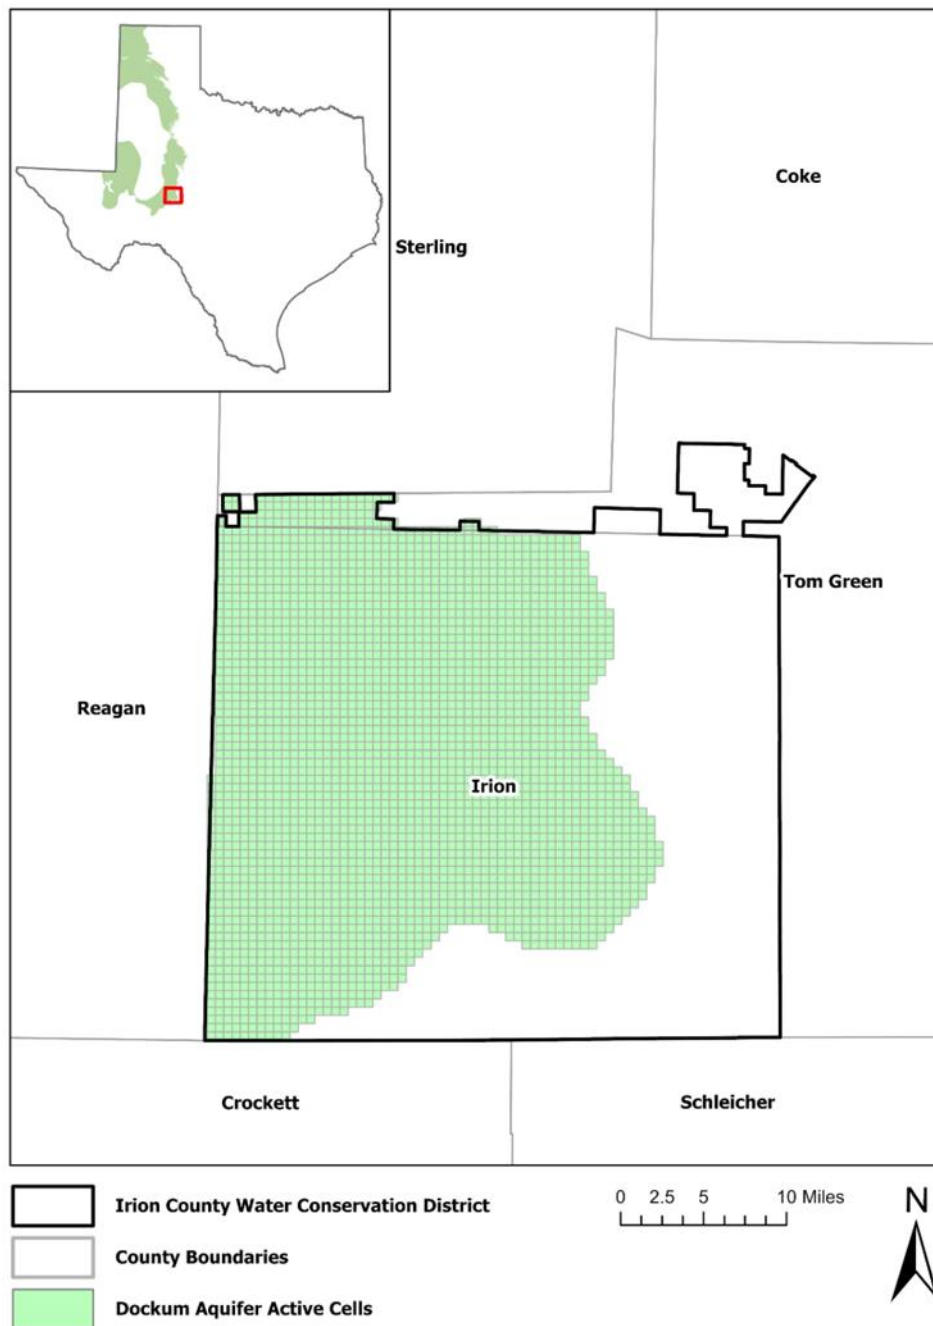 Coke
Sterling
Tom Green
Reagan
Irion
Crockett
Schleicher
Irion County Water Conservation District
County Boundaries
Dockum Aquifer Active Cells
0 2.5 5 10 Miles
N